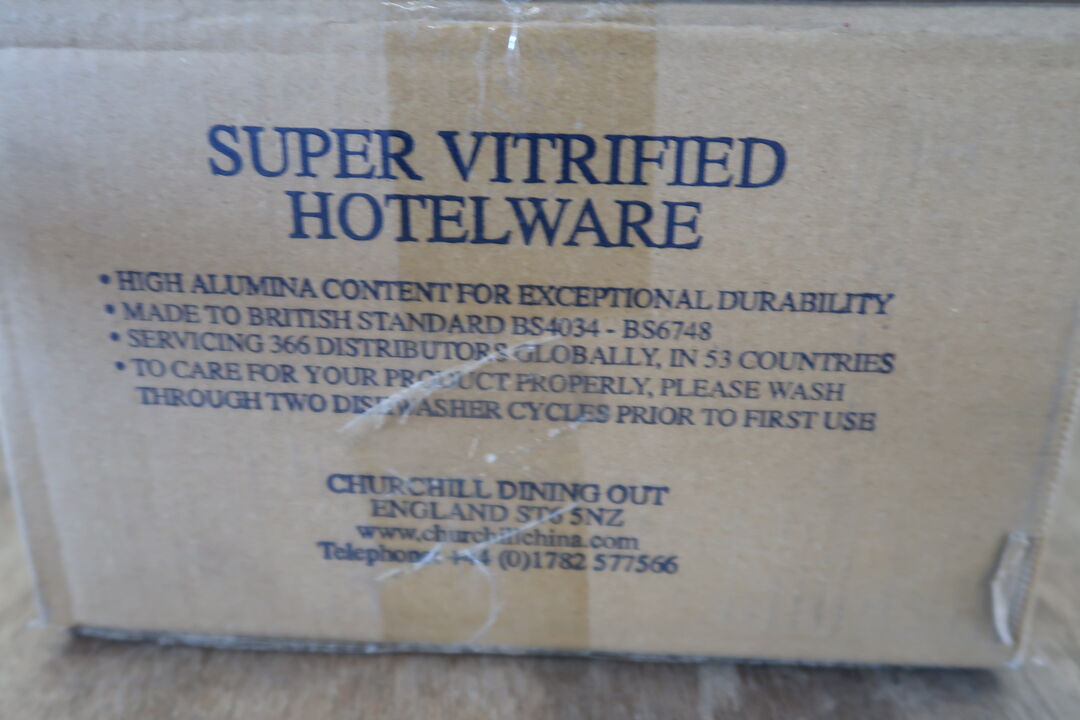 SUPER VITRIFIED
HOTELWARE
• HIGH ALUMINA CONTENT FOR EXCEPTIONAL DURABILITY
• MADE TO BRITISH STANDARD BS4034 - BS6748
• SERVICING 366 DISTRIBUTORS GLOBALLY, IN 53 COUNTRIES
• TO CARE FOR YOUR PRODUCT PROPERLY, PLEASE WASH
THROUGH TWO DISHWASHER CYCLES PRIOR TO FIRST USE
CHURCHILL DINING OUT
ENGLAND ST6 5NZ
www.churchillchina.com
Telephone: +44 (0)1782 577566